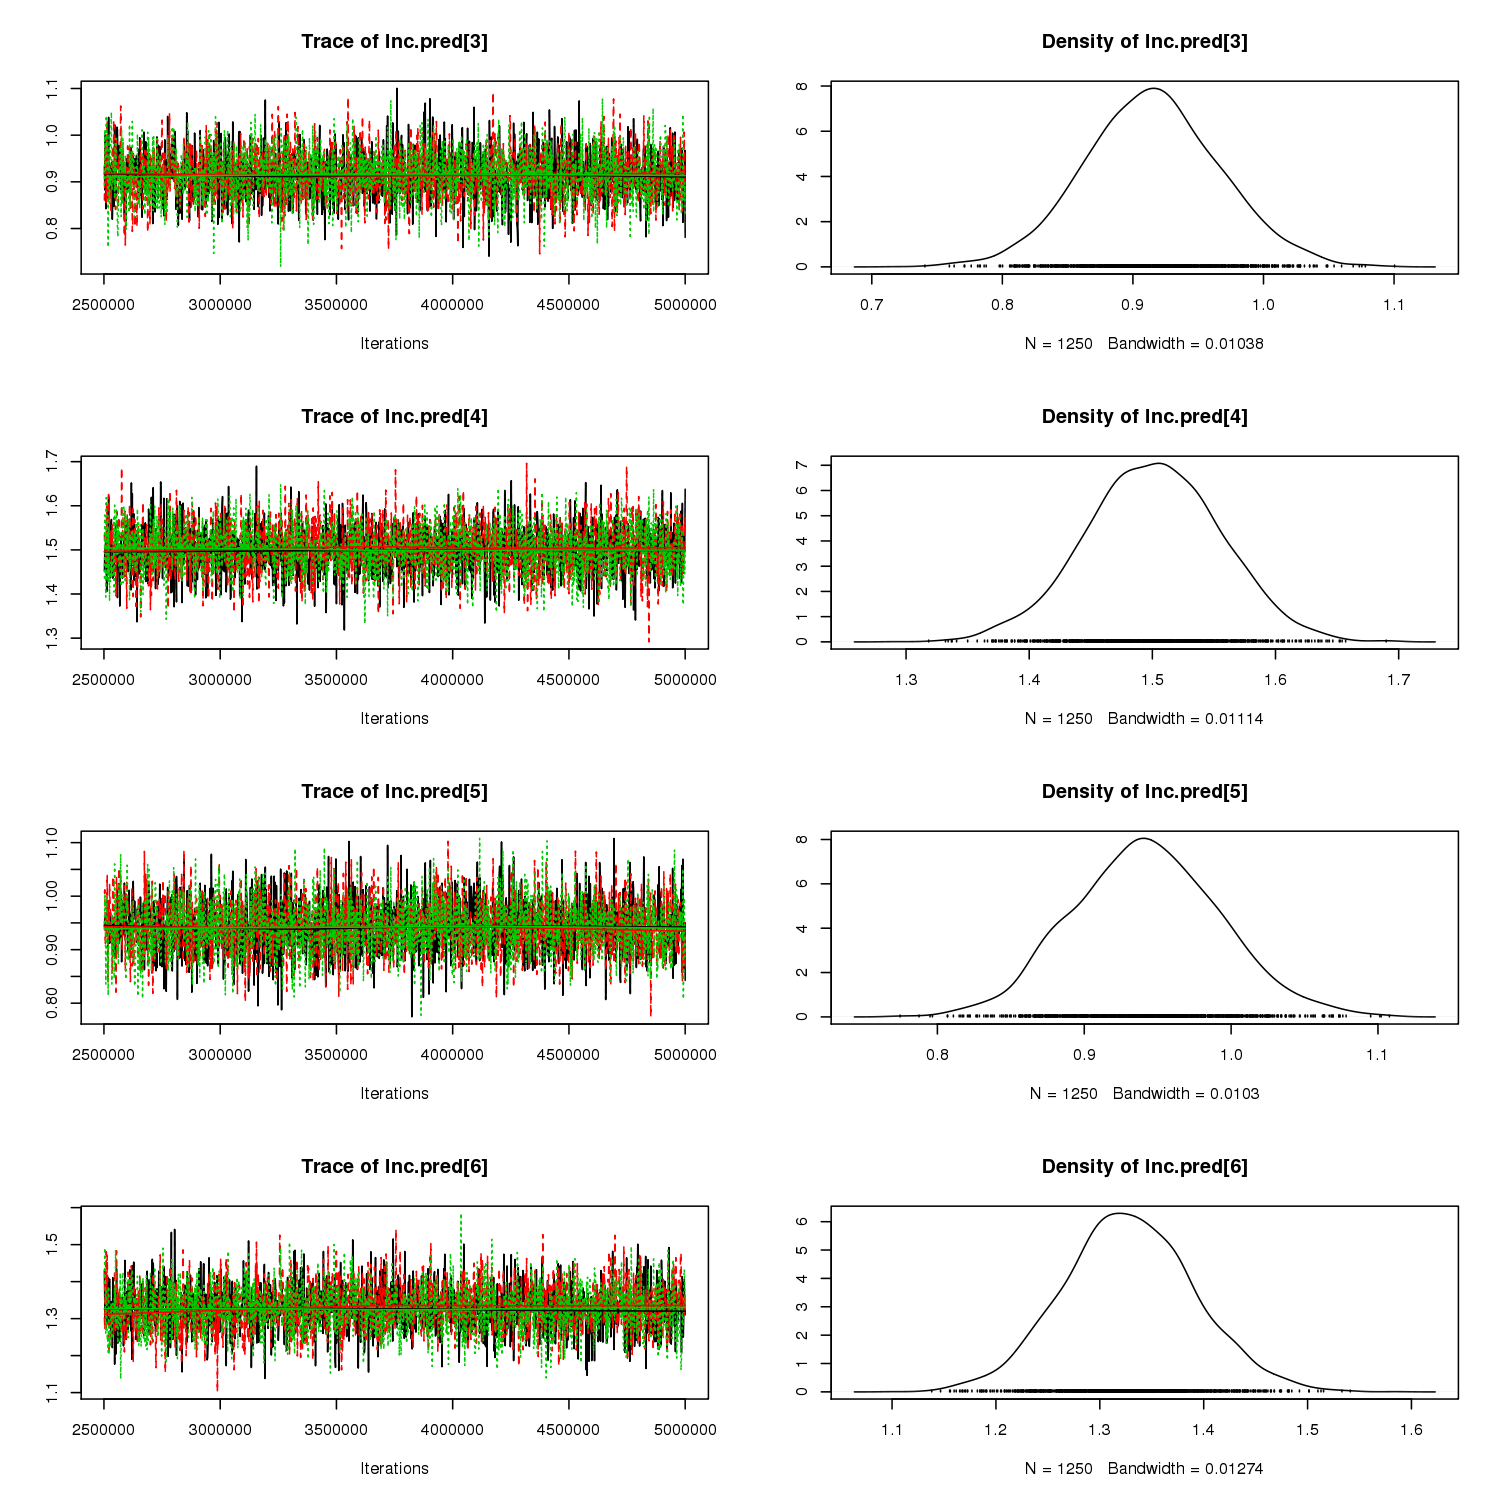 Trace of Inc.pred[3]
0.8 0.9 1.0 1.1
2500000 3000000 3500000 4000000 4500000 5000000
Iterations
Density of Inc.pred[3]
0 2 4 6 8
0.7 0.8 0.9 1.0 1.1
N = 1250 Bandwidth = 0.01038
Trace of Inc.pred[4]
1.3 1.4 1.5 1.6 1.7
2500000 3000000 3500000 4000000 4500000 5000000
Iterations
Density of Inc.pred[4]
0 1 2 3 4 5 6 7
1.3 1.4 1.5 1.6 1.7
N = 1250 Bandwidth = 0.01114
Trace of Inc.pred[5]
0.80 0.90 1.00 1.10
2500000 3000000 3500000 4000000 4500000 5000000
Iterations
Density of Inc.pred[5]
0 2 4 6 8
0.8 0.9 1.0 1.1
N = 1250 Bandwidth = 0.0103
Trace of Inc.pred[6]
1.1 1.3 1.5
2500000 3000000 3500000 4000000 4500000 5000000
Iterations
Density of Inc.pred[6]
0 1 2 3 4 5 6
1.1 1.2 1.3 1.4 1.5 1.6
N = 1250 Bandwidth = 0.01274